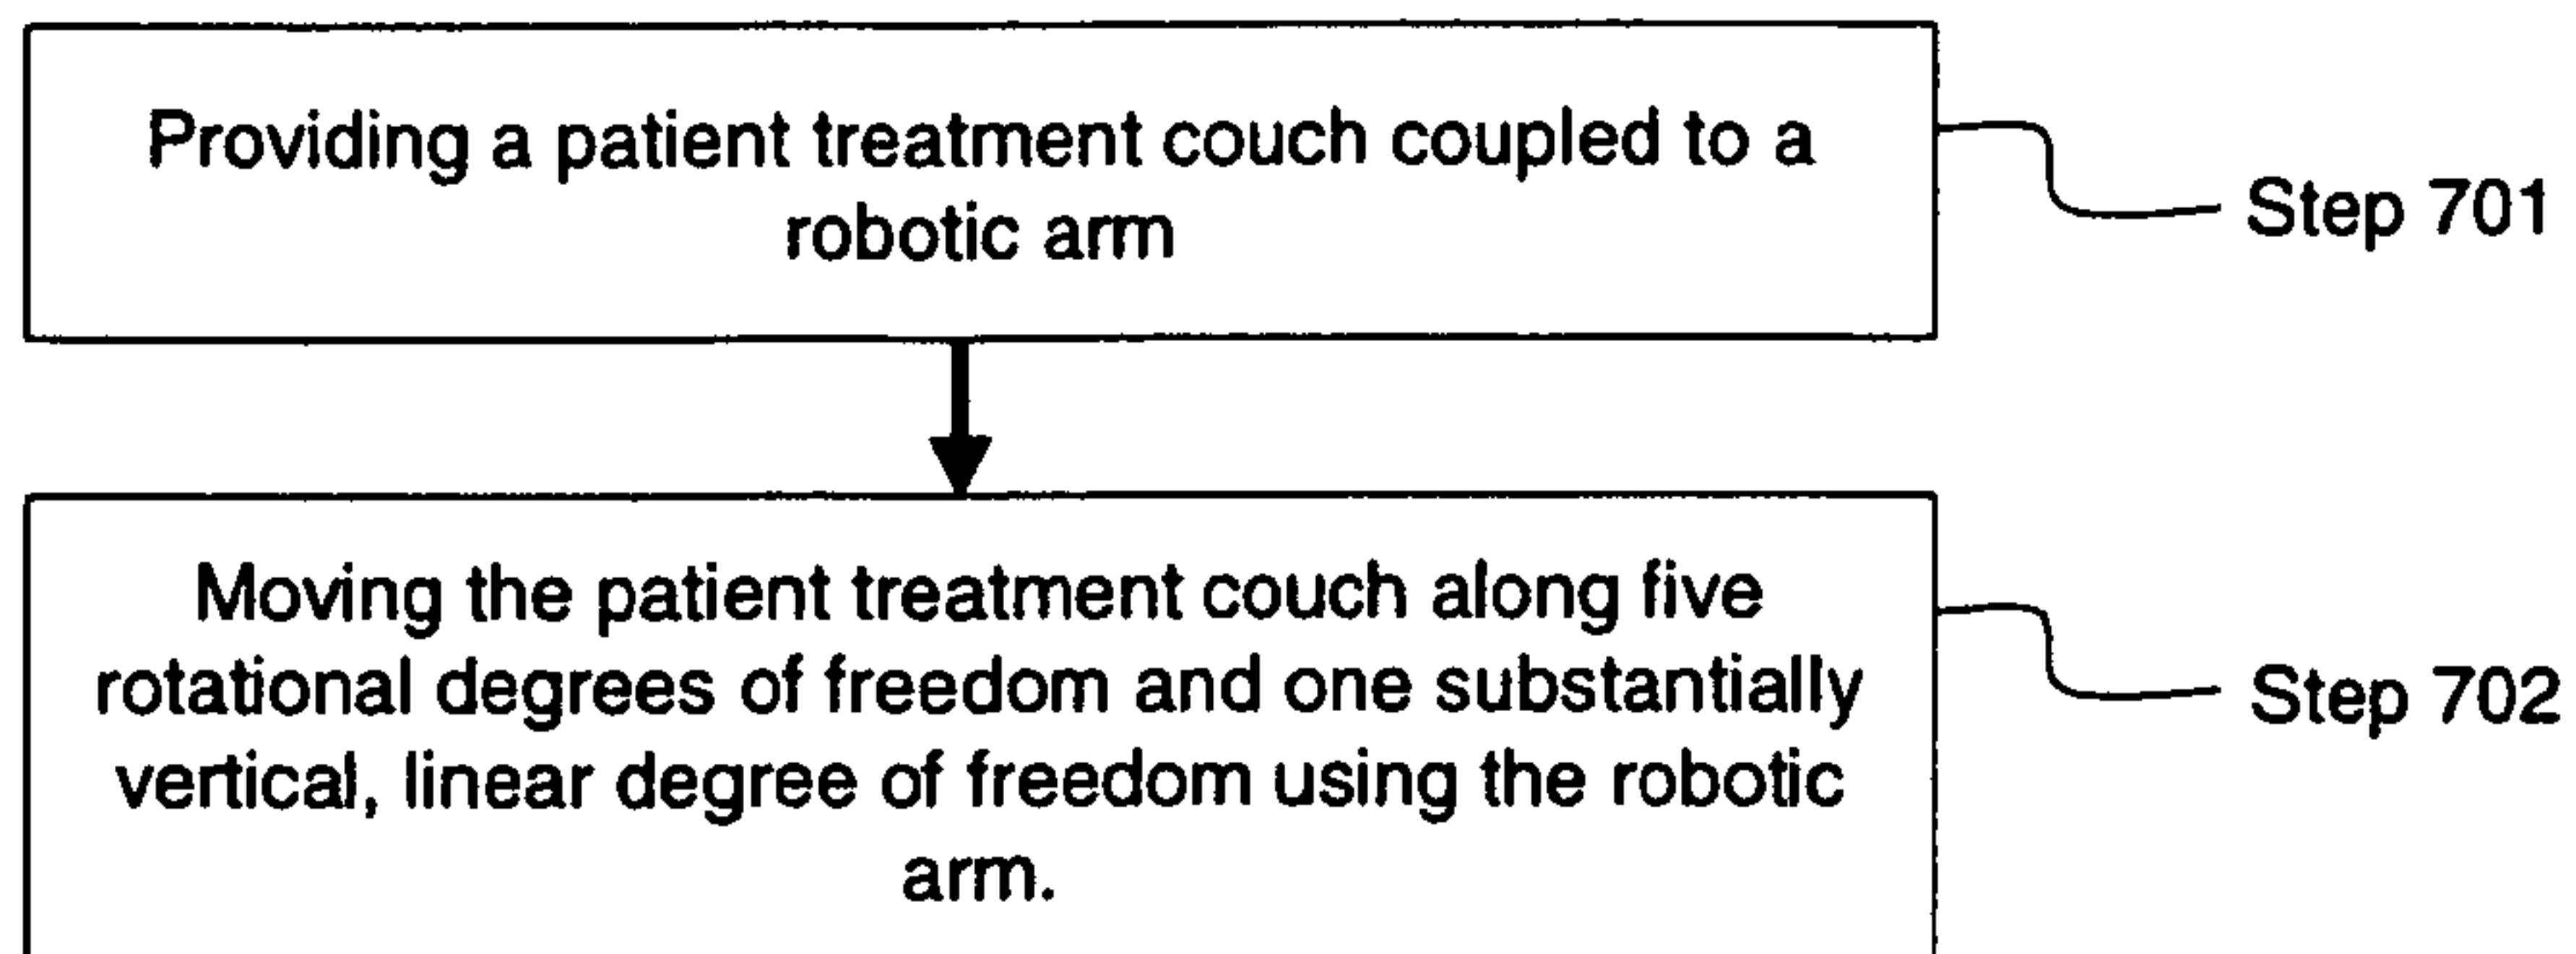 Providing a patient treatment couch coupled to a
robotic arm
Step 701
Moving the patient treatment couch along five
rotational degrees of freedom and one substantially
vertical, linear degree of freedom using the robotic
arm.
Step 702